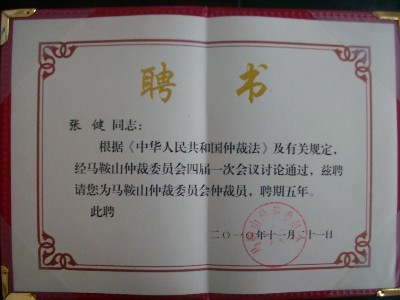 聘书
张健同志:
根据《中华人民共和国仲裁法》及有关规定,
经马鞍山仲裁委员会四届一次会议讨论通过,兹聘
请您为马鞍山仲裁委员会仲裁员,聘期五年。
此聘
二〇一〇年十一月二十一日